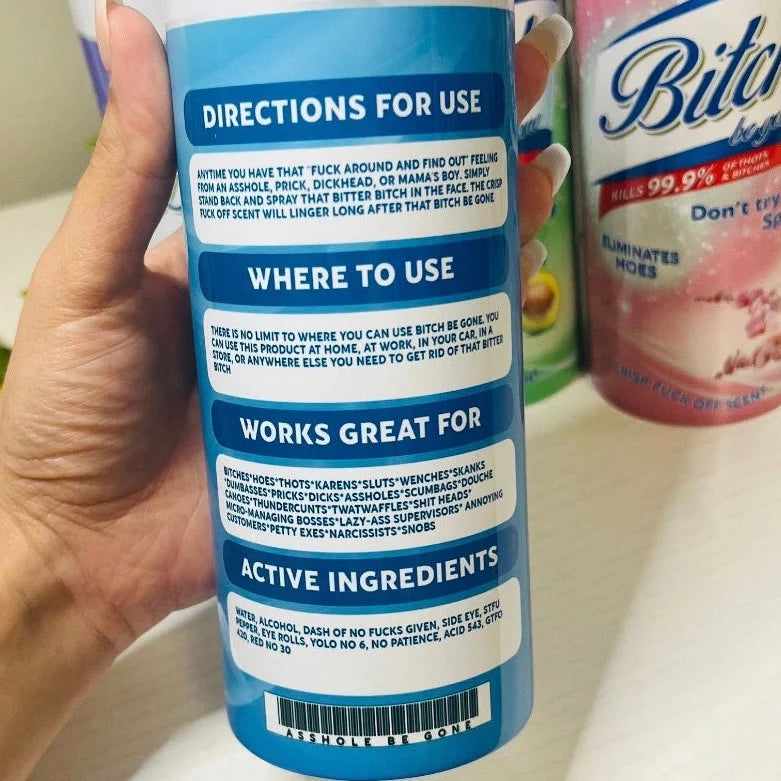 DIRECTIONS FOR USE
ANYTIME YOU HAVE THAT "FUCK AROUND AND FIND OUT" FEELING
FROM AN ASSHOLE, PRICK, DICKHEAD, OR MAMA'S BOY. SIMPLY
STAND BACK AND SPRAY THAT BITTER BITCH IN THE FACE. THE CRISP
FUCK OFF SCENT WILL LINGER LONG AFTER THAT BITCH BE GONE
WHERE TO USE
THERE IS NO LIMIT TO WHERE YOU CAN USE BITCH BE GONE. YOU
CAN USE THIS PRODUCT AT HOME, AT WORK, IN YOUR CAR, IN A
STORE, OR ANYWHERE ELSE YOU NEED TO GET RID OF THAT BITTER
BITCH
WORKS GREAT FOR
BITCHES*HOES*THOTS*KARENS*SLUTS*WENCHES*SKANKS
*DUMBASSES*PRICKS*DICKS*ASSHOLES*SCUMBAGS*DOUCHE
CANOES*THUNDERCUNTS*TWATWAFFLES*SHIT HEADS*
MICRO-MANAGING BOSSES*LAZY-ASS SUPERVISORS* ANNOYING
CUSTOMERS*PETTY EXES*NARCISSISTS*SNOBS
ACTIVE INGREDIENTS
WATER, ALCOHOL, DASH OF NO FUCKS GIVEN, SIDE EYE, STFU
PEPPER, EYE ROLLS, YOLO NO 6, NO PATIENCE, ACID 543, GTFO
420, RED NO 30
ASSHOLE BE GONE
Bitch
KILLS 99.9% OF THOTS
& BITCHES
Don't try
ELIMINATES
HOES
CRISP FUCK OFF SCENT